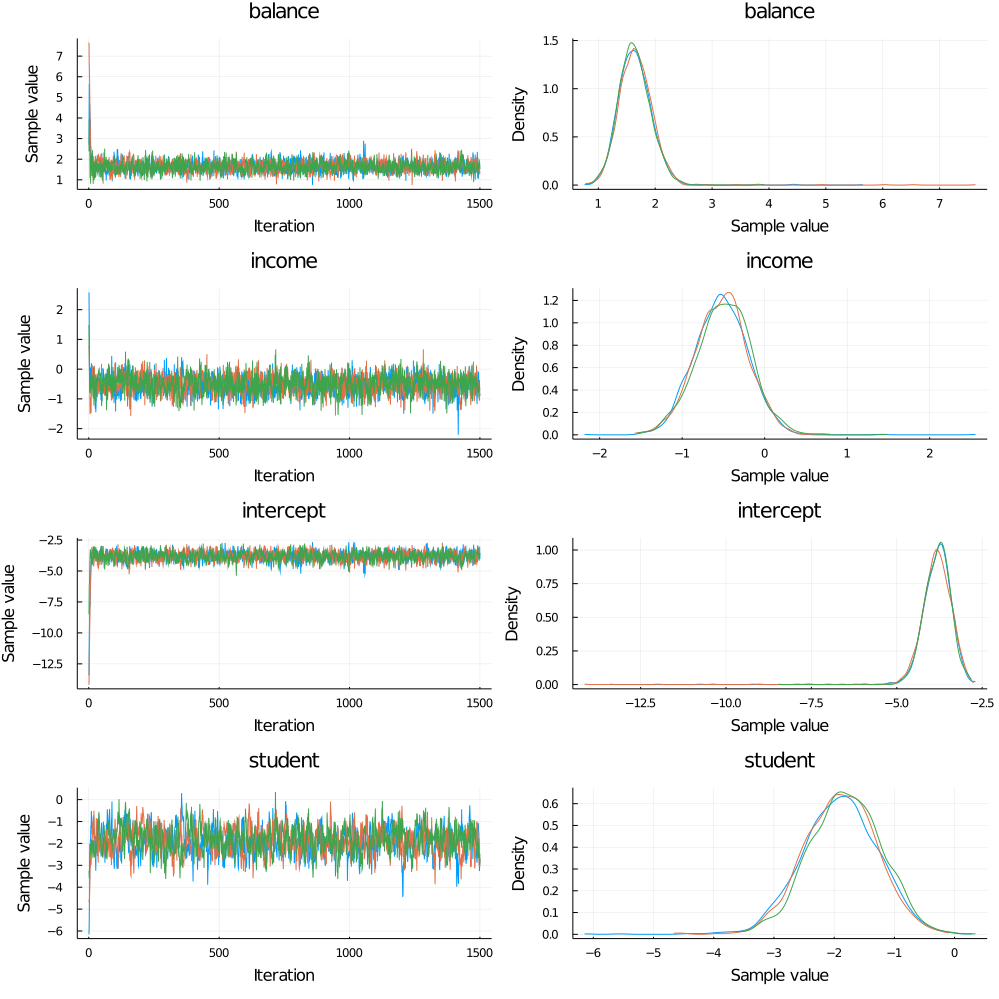 balance
Sample value
7
6
5
4
3
2
1
0 500 1000 1500
Iteration
balance
Density
1.5
1.0
0.5
0.0
1 2 3 4 5 6 7
Sample value
income
Sample value
2
1
0
−1
−2
0 500 1000 1500
Iteration
income
Density
1.2
1.0
0.8
0.6
0.4
0.2
0.0
−2 −1 0 1 2
Sample value
intercept
Sample value
−2.5
−5.0
−7.5
−10.0
−12.5
0 500 1000 1500
Iteration
intercept
Density
1.00
0.75
0.50
0.25
0.00
−12.5 −10.0 −7.5 −5.0 −2.5
Sample value
student
Sample value
0
−1
−2
−3
−4
−5
−6
0 500 1000 1500
Iteration
student
Density
0.6
0.5
0.4
0.3
0.2
0.1
0.0
−6 −5 −4 −3 −2 −1 0
Sample value